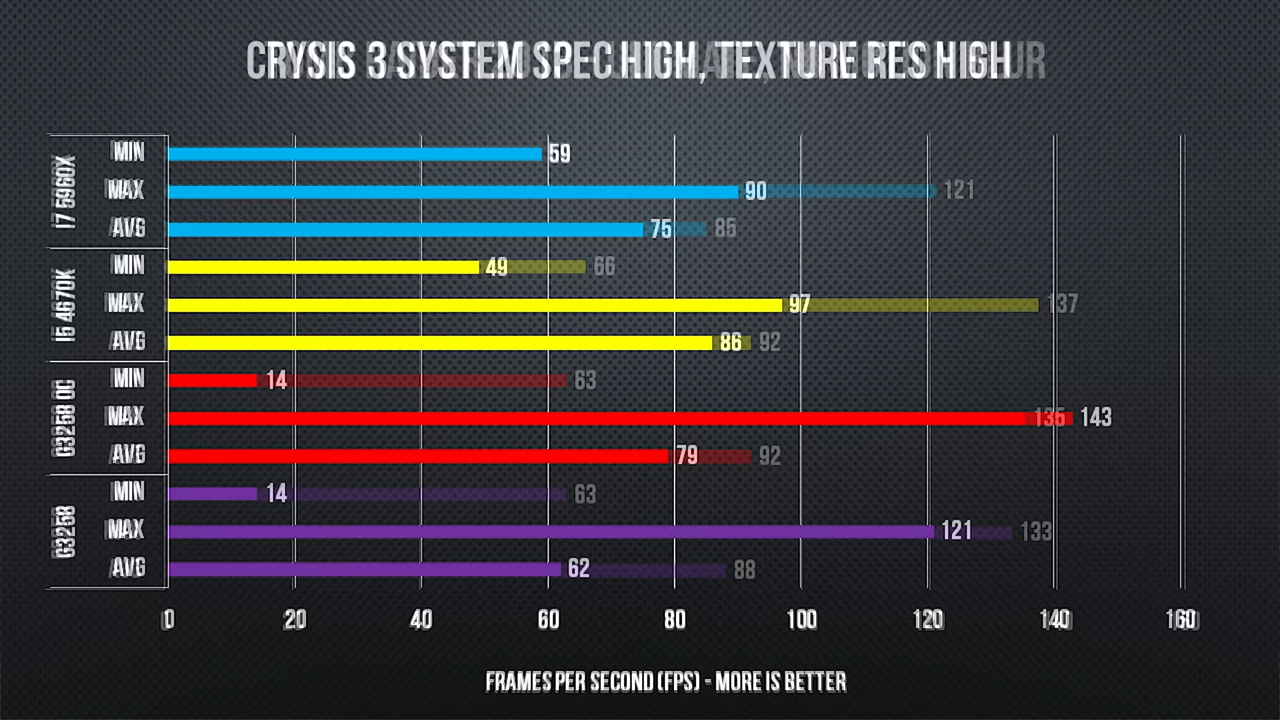 CRYSIS 3 SYSTEM SPEC HIGH, TEXTURE RES HIGH
I7 5960X
MIN 59
MAX 90 121
AVG 75 85
I5 4670K
MIN 49 66
MAX 97 137
AVG 86 92
G3258 OC
MIN 14 63
MAX 135 143
AVG 79 92
G3258
MIN 14 63
MAX 121 133
AVG 62 88
0 20 40 60 80 100 120 140 160
FRAMES PER SECOND (FPS) - MORE IS BETTER